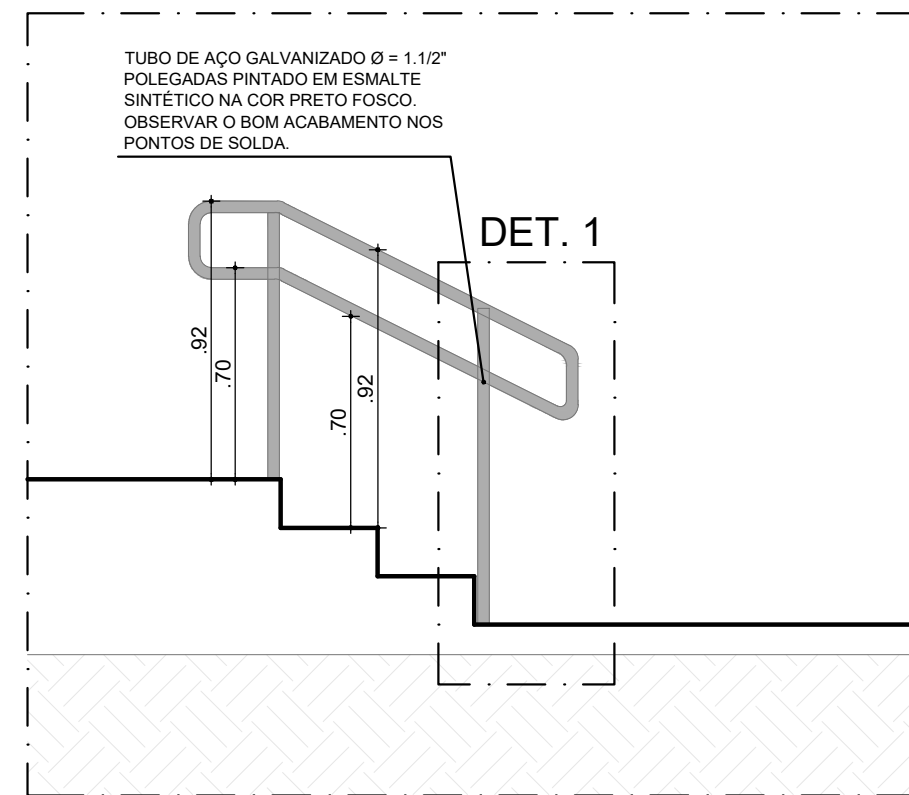 TUBO DE AÇO GALVANIZADO Ø = 1.1/2"
POLEGADAS PINTADO EM ESMALTE
SINTÉTICO NA COR PRETO FOSCO.
OBSERVAR O BOM ACABAMENTO NOS
PONTOS DE SOLDA.
DET. 1
.92
.70
.92
.70